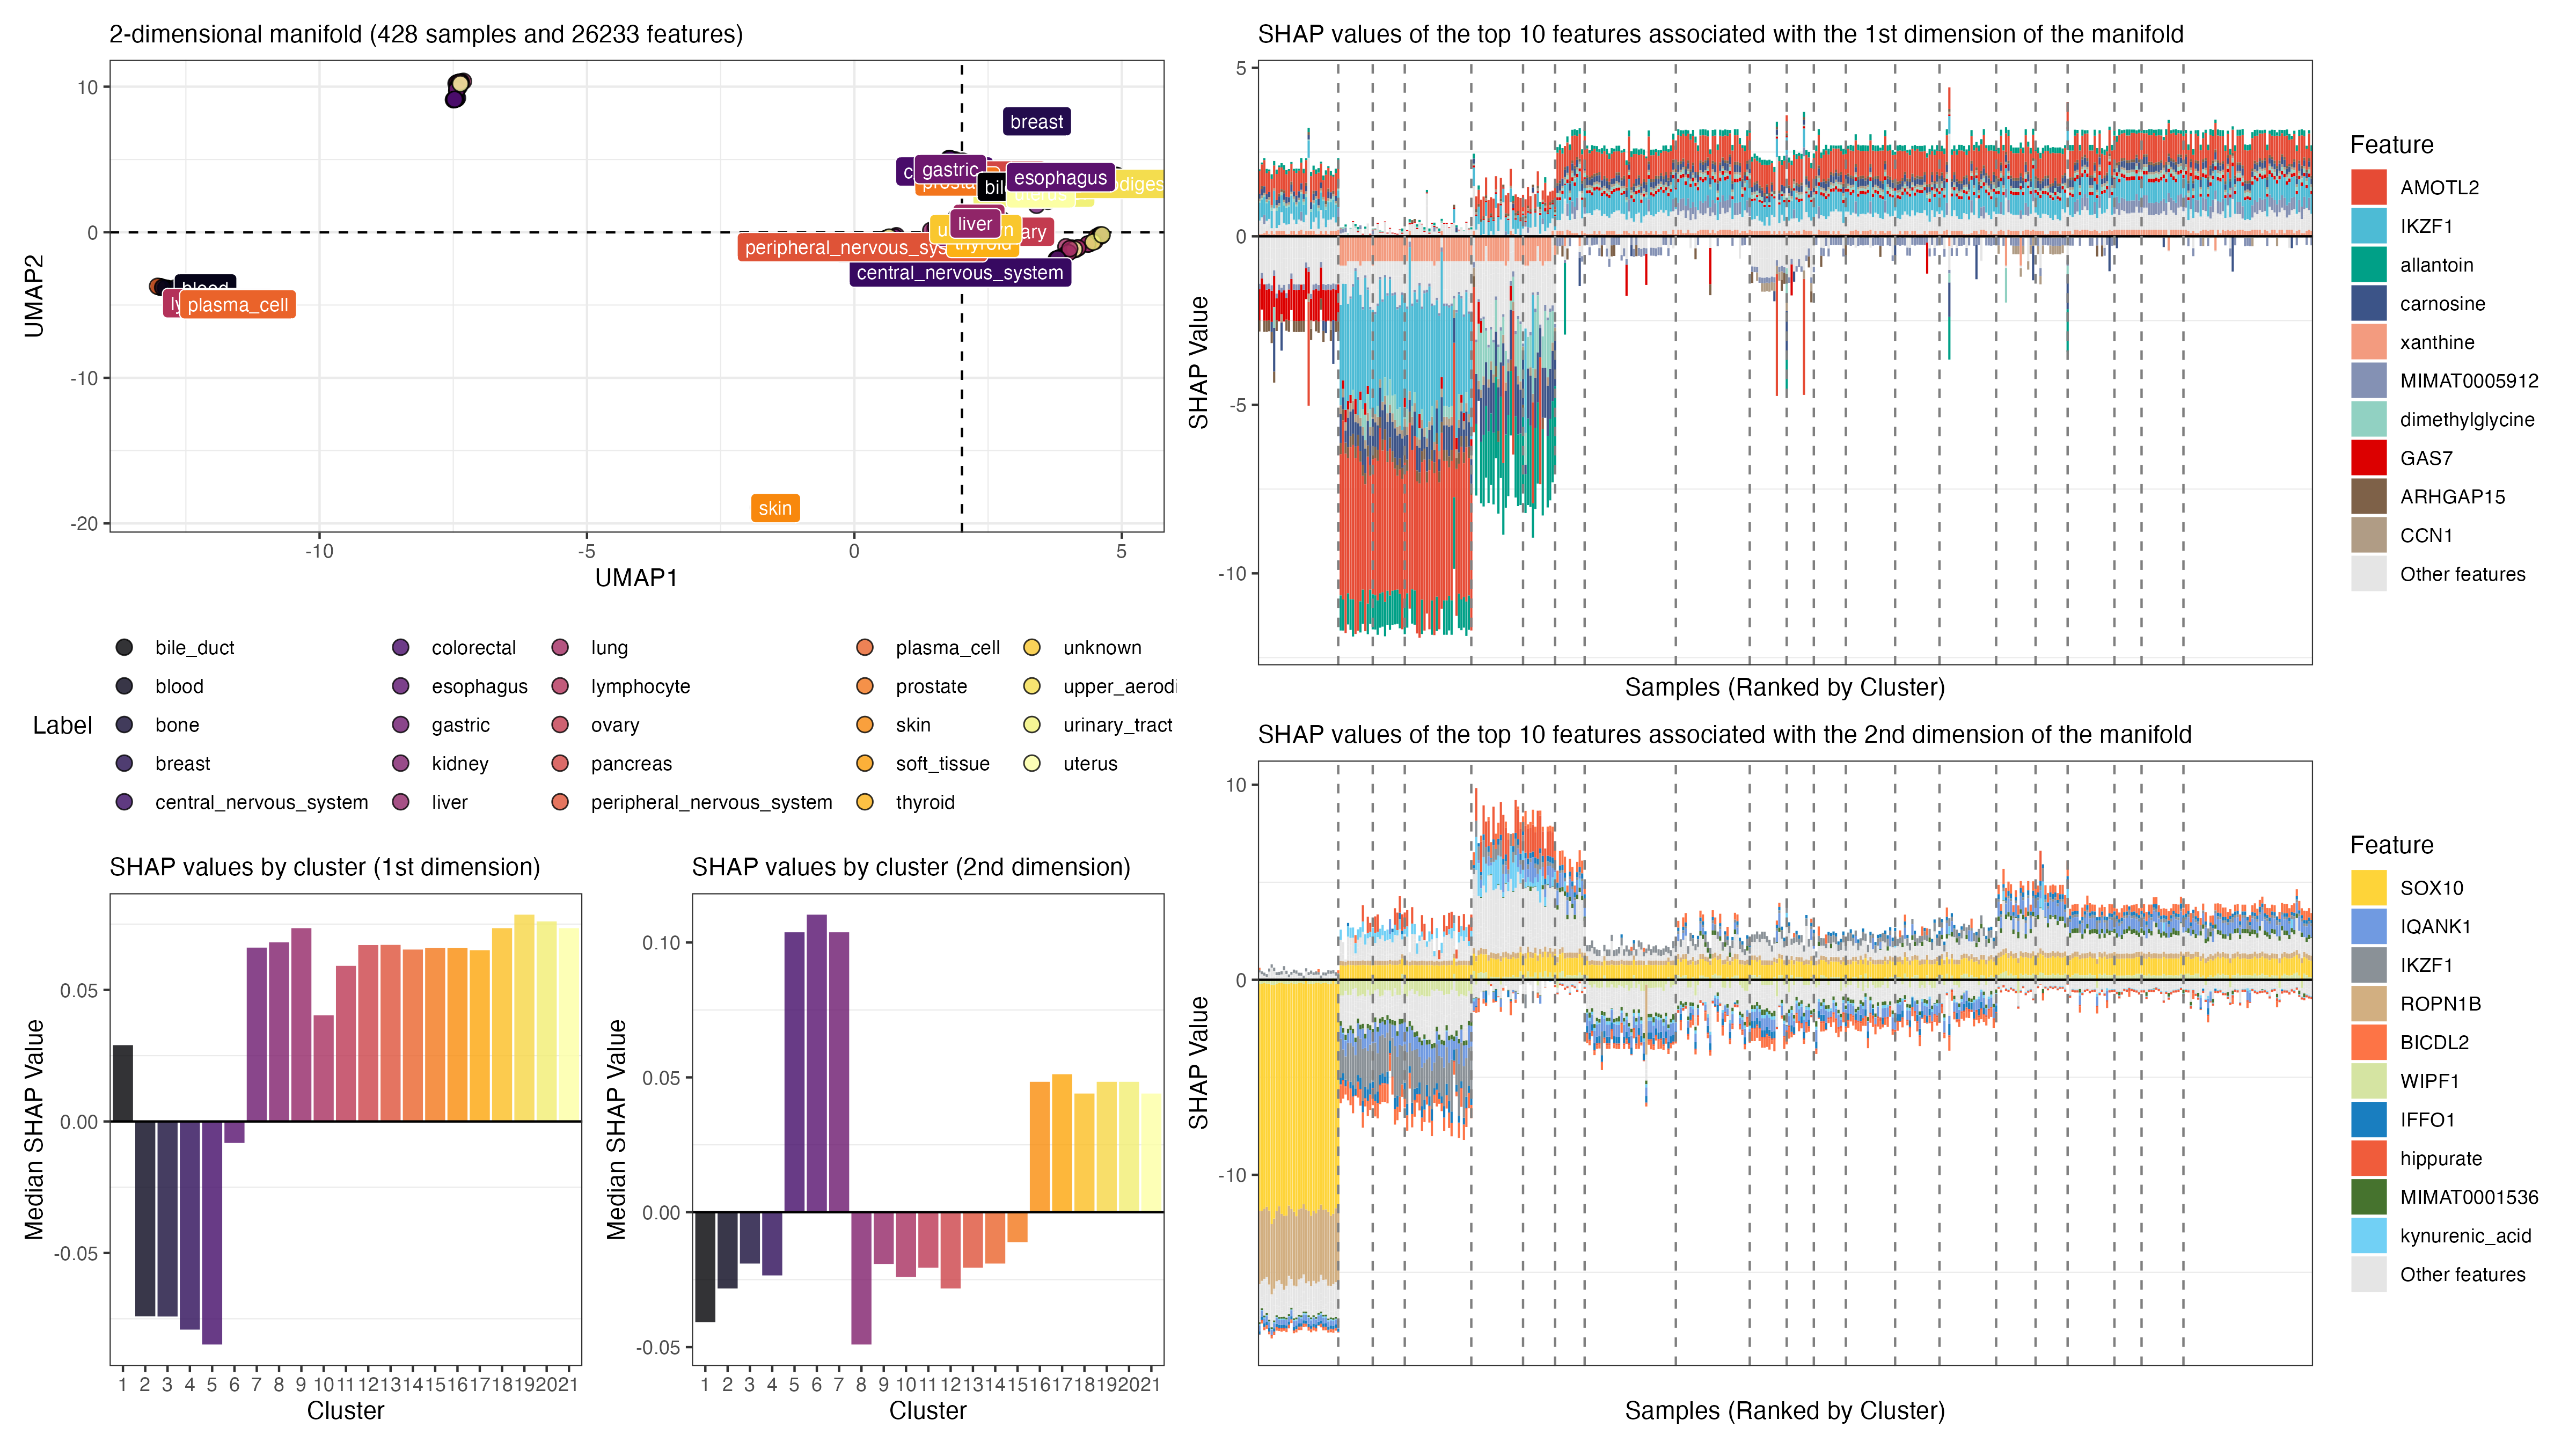 2-dimensional manifold (428 samples and 26233 features)
10
0
-10
-20
UMAP2
breast
gastric
esophagus
liver
peripheral_nervous_sys
central_nervous_system
blood
plasma_cell
skin
-10
-5
0
5
UMAP1
Label
bile_duct
blood
bone
breast
central_nervous_system
colorectal
esophagus
gastric
kidney
liver
lung
lymphocyte
ovary
pancreas
peripheral_nervous_system
plasma_cell
prostate
skin
soft_tissue
thyroid
unknown
upper_aerodi
urinary_tract
uterus
SHAP values by cluster (1st dimension)
0.05
0.00
-0.05
Median SHAP Value
1 2 3 4 5 6 7 8 9 10 11 12 13 14 15 16 17 18 19 20 21
Cluster
SHAP values by cluster (2nd dimension)
0.10
0.05
0.00
-0.05
Median SHAP Value
1 2 3 4 5 6 7 8 9 10 11 12 13 14 15 16 17 18 19 20 21
Cluster
SHAP values of the top 10 features associated with the 1st dimension of the manifold
5
0
-5
-10
SHAP Value
Samples (Ranked by Cluster)
Feature
AMOTL2
IKZF1
allantoin
carnosine
xanthine
MIMAT0005912
dimethylglycine
GAS7
ARHGAP15
CCN1
Other features
SHAP values of the top 10 features associated with the 2nd dimension of the manifold
10
0
-10
SHAP Value
Samples (Ranked by Cluster)
Feature
SOX10
IQANK1
IKZF1
ROPN1B
BICDL2
WIPF1
IFFO1
hippurate
MIMAT0001536
kynurenic_acid
Other features